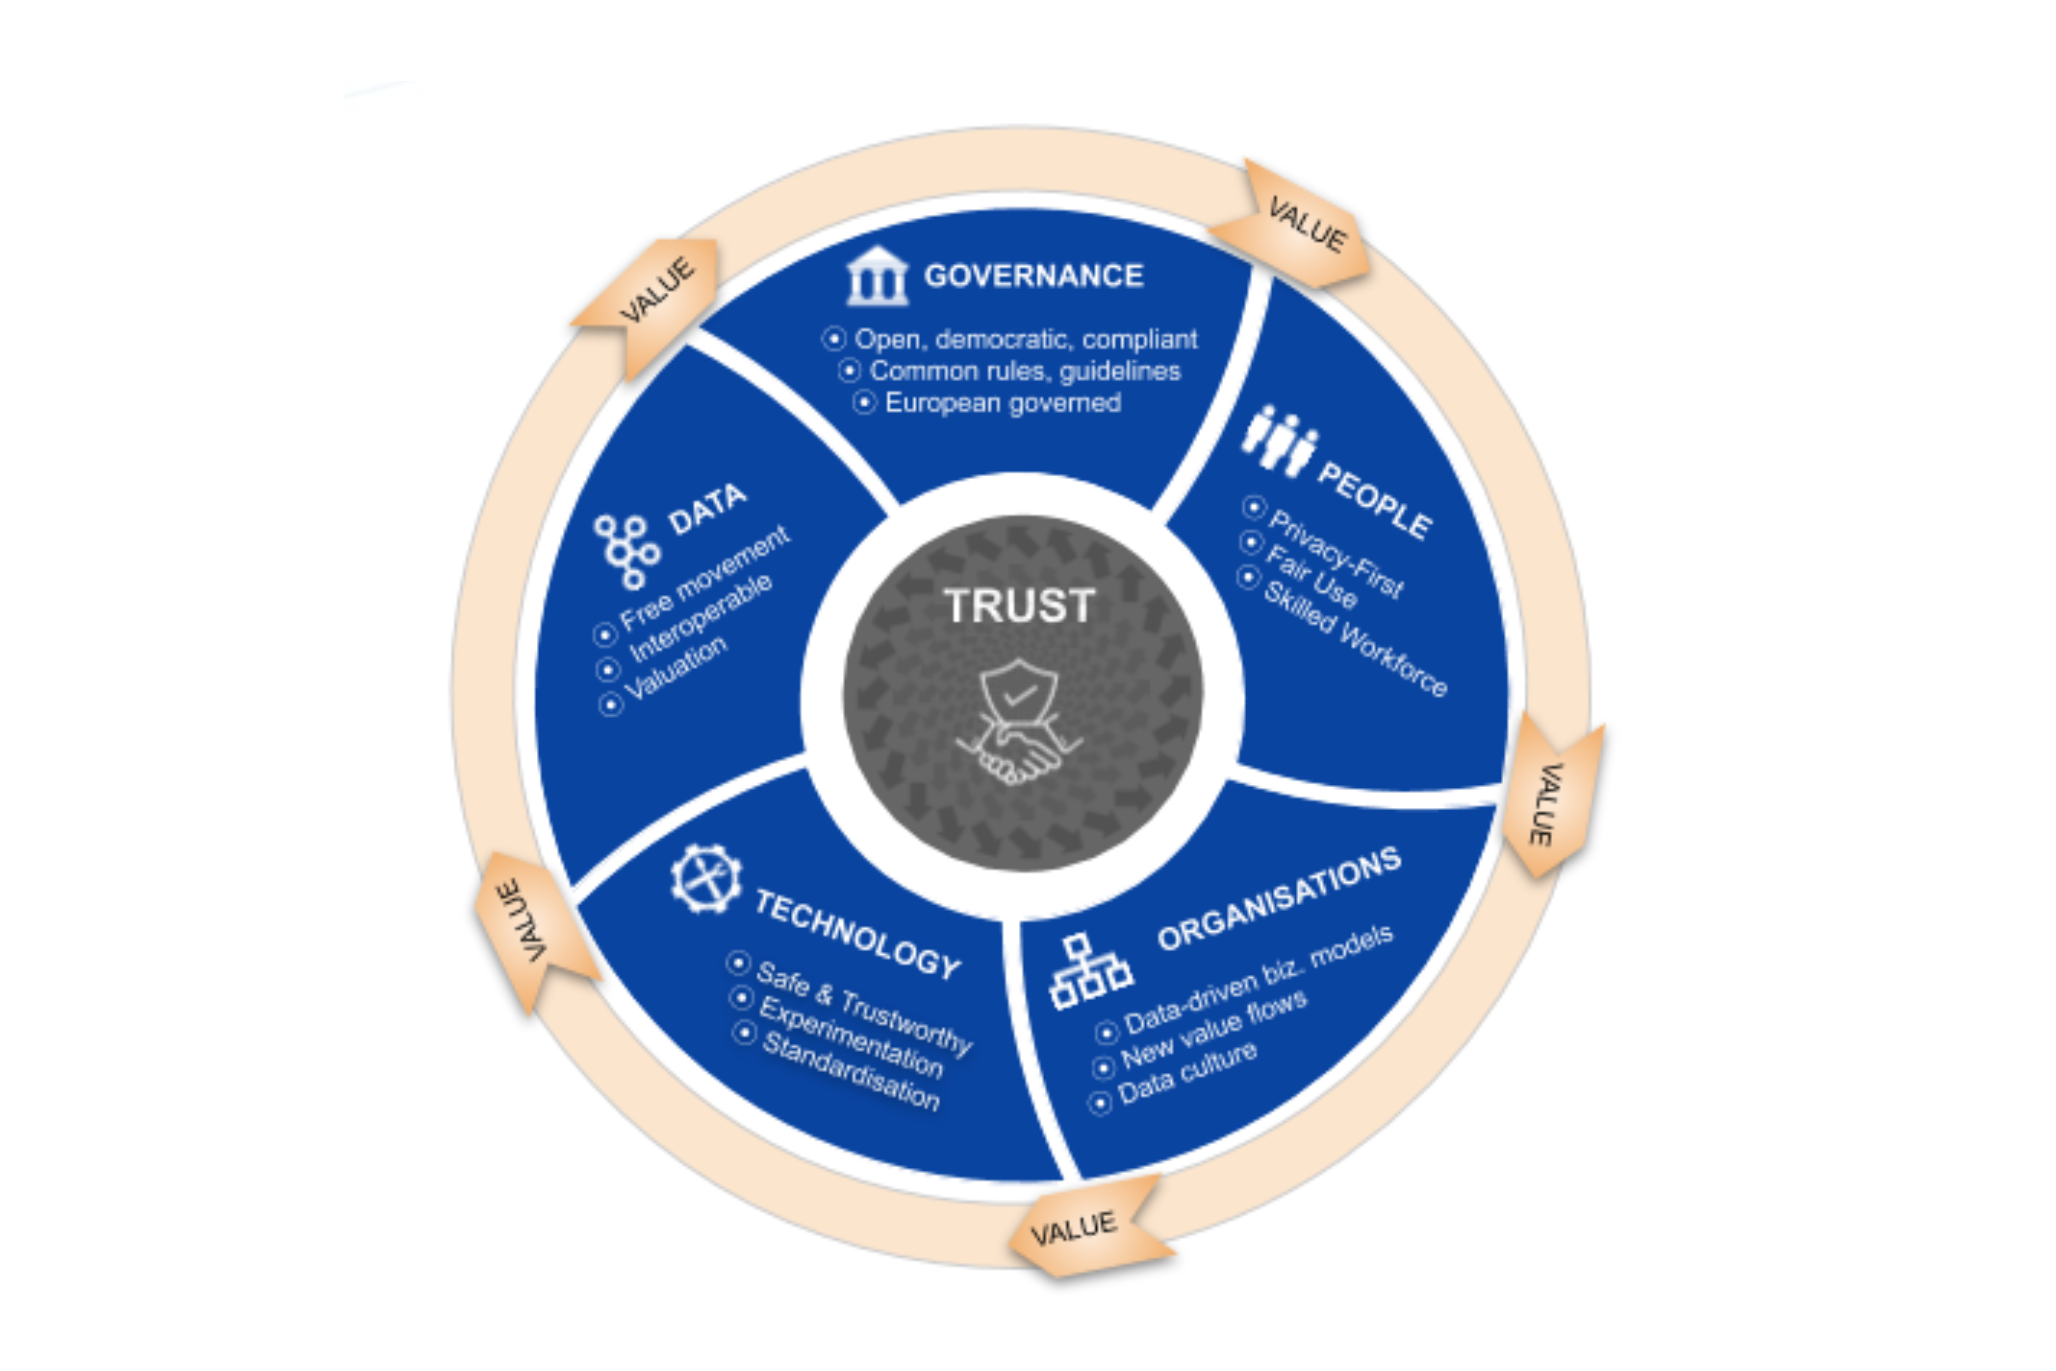 VALUE
VALUE
GOVERNANCE
Open, democratic, compliant
Common rules, guidelines
European governed
PEOPLE
Privacy-First
Fair Use
Skilled Workforce
DATA
Free movement
Interoperable
Valuation
TRUST
VALUE
ORGANISATIONS
Data-driven biz. models
New value flows
Data culture
TECHNOLOGY
Safe & Trustworthy
Experimentation
Standardisation
VALUE
VALUE